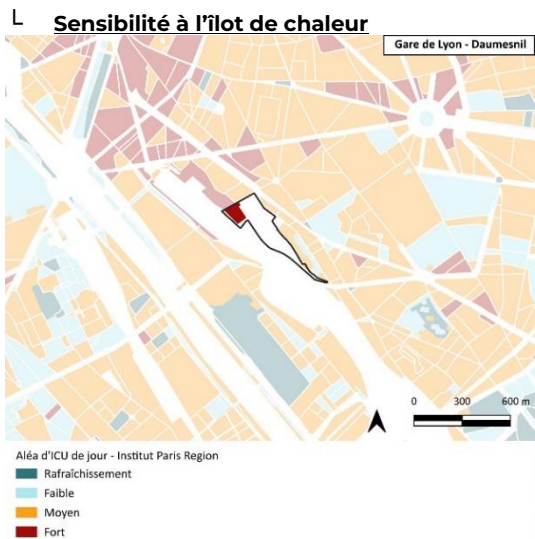 L Sensibilité à l'îlot de chaleur
Gare de Lyon - Daumesnil
0 300 600 m
Aléa d'ICU de jour - Institut Paris Region
Rafraîchissement
Faible
Moyen
Fort